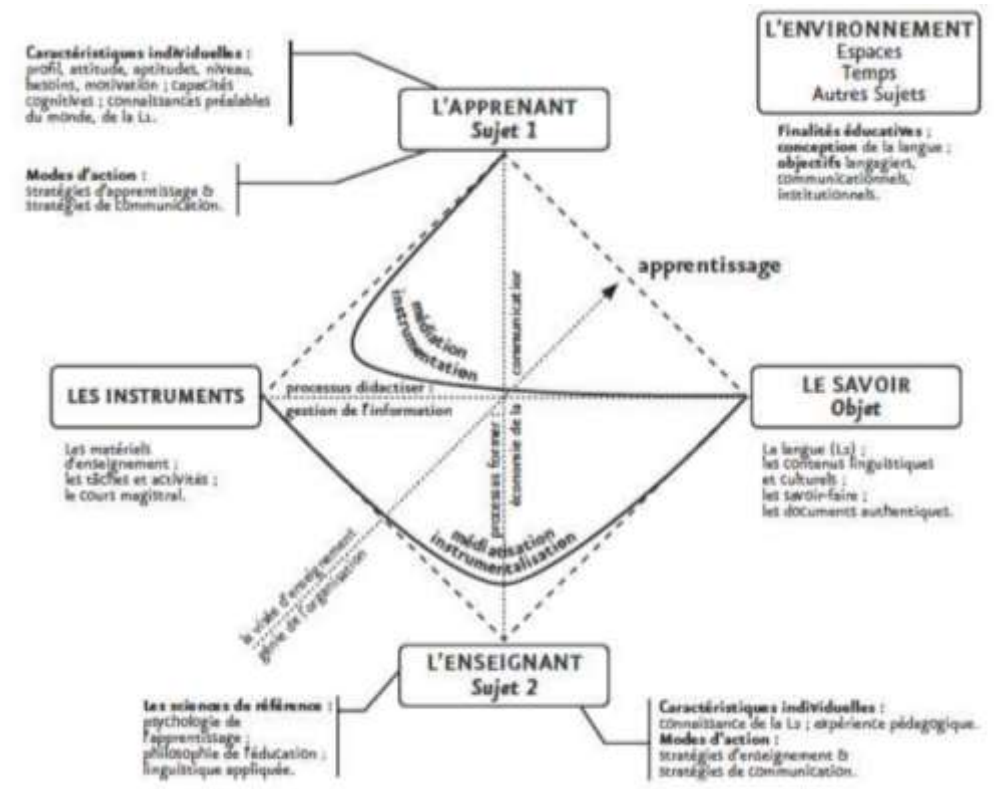 Caractéristiques individuelles :
profil, attitude, aptitudes, niveau,
besoins, motivation ; capacités
cognitives ; connaissances préalables
du monde, de la L1.
Modes d'action :
stratégies d'apprentissage &
stratégies de communication.
L'APPRENANT
Sujet 1
L'ENVIRONNEMENT
Espaces
Temps
Autres Sujets
Finalités éducatives ;
conception de la langue ;
objectifs langagiers,
communicationnels,
institutionnels.
apprentissage
médiation
instrumentation
communication
processus didactiser :
gestion de l'information
LES INSTRUMENTS
Les matériels
d'enseignement ;
les tâches et activités ;
le cours magistral.
LE SAVOIR
Objet
La langue (L2) ;
les contenus linguistiques
et culturels ;
les savoir-faire ;
les documents authentiques.
processus former :
économie de la
médiatisation
instrumentalisation
la visée d'enseignement
génie de l'organisation
L'ENSEIGNANT
Sujet 2
Les sciences de référence :
psychologie de
l'apprentissage ;
philosophie de l'éducation ;
linguistique appliquée.
Caractéristiques individuelles :
connaissance de la L2 ; expérience pédagogique.
Modes d'action :
stratégies d'enseignement &
stratégies de communication.